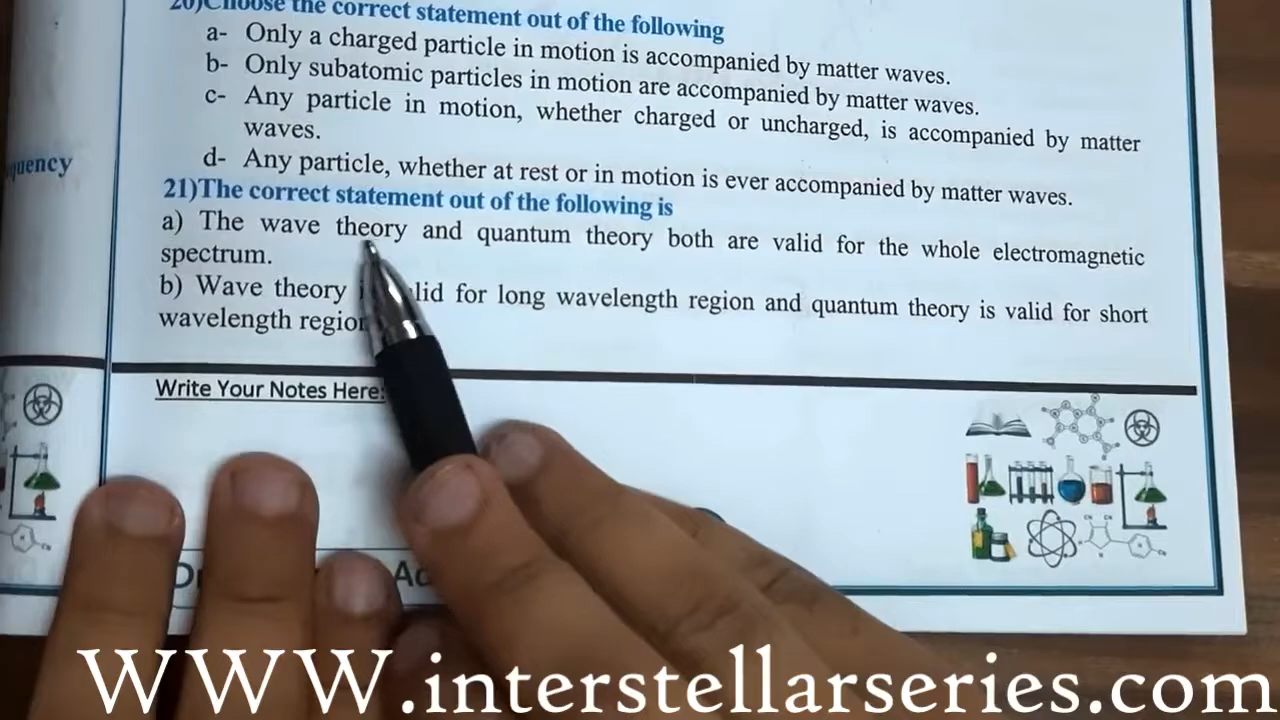 20)Choose the correct statement out of the following
a- Only a charged particle in motion is accompanied by matter waves.
b- Only subatomic particles in motion are accompanied by matter waves.
c- Any particle in motion, whether charged or uncharged, is accompanied by matter
waves.
d- Any particle, whether at rest or in motion is ever accompanied by matter waves.
quency
21)The correct statement out of the following is
a) The wave theory and quantum theory both are valid for the whole electromagnetic
spectrum.
b) Wave theory lid for long wavelength region and quantum theory is valid for short
wavelength region
Write Your Notes Here:
WWW.interstellarseries.com